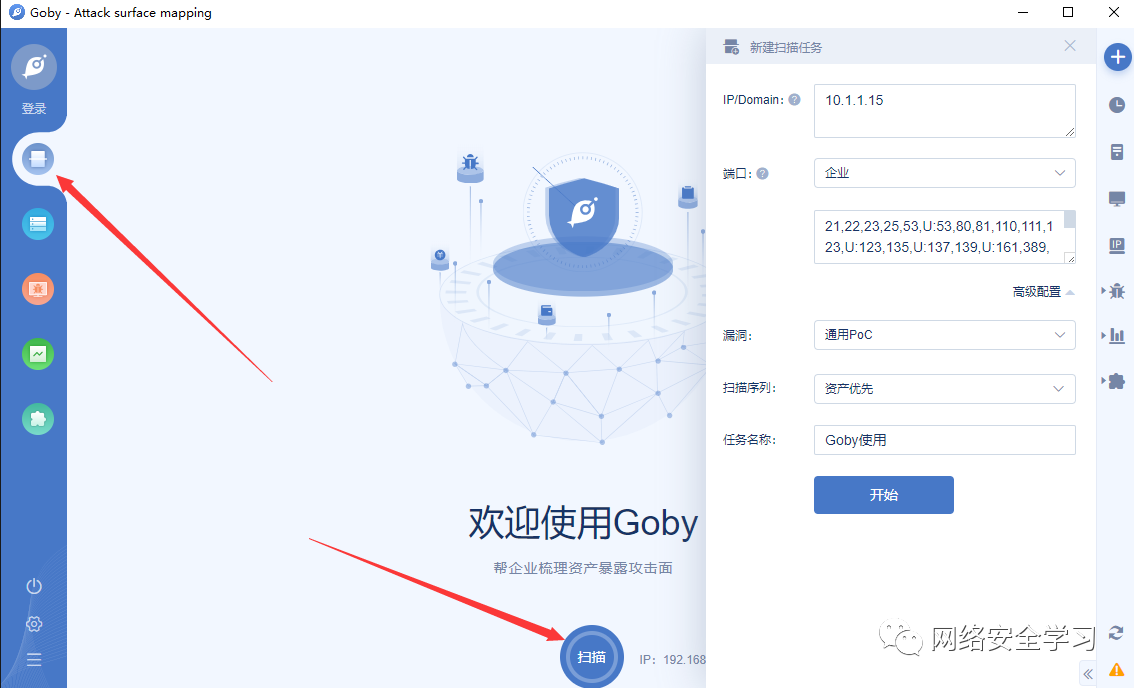 Goby - Attack surface mapping
登录
新建扫描任务
IP/Domain: ?
10.1.1.15
端口: ?
企业
21,22,23,25,53,U:53,80,81,110,111,1
23,U:123,135,U:137,139,U:161,389,
高级配置
漏洞:
通用PoC
扫描序列:
资产优先
任务名称:
Goby使用
开始
欢迎使用Goby
帮企业梳理资产暴露攻击面
扫描
IP: 192.168
IP
网络安全学习